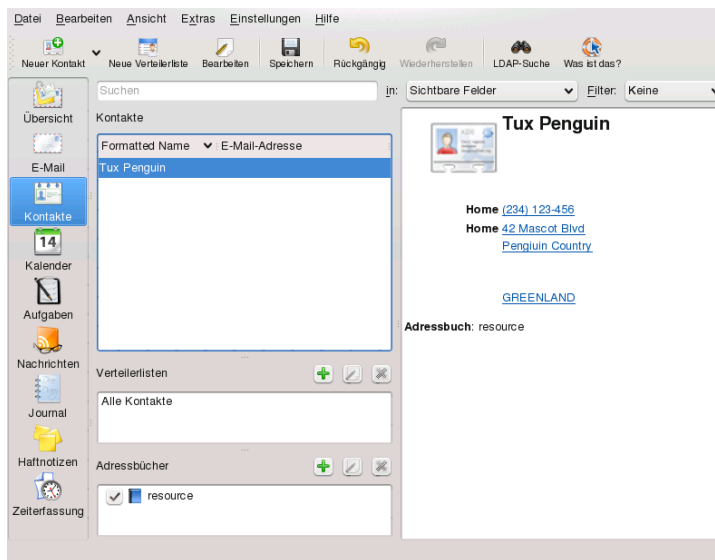 Datei Bearbeiten Ansicht Extras Einstellungen Hilfe
Neuer Kontakt Neue Verteilerliste Bearbeiten Speichern Rückgängig Wiederherstellen LDAP-Suche Was ist das?
Suchen in: Sichtbare Felder Filter: Keine
Übersicht
E-Mail
Kontakte
14
Kalender
Aufgaben
Nachrichten
Journal
Haftnotizen
Zeiterfassung
Kontakte
Formatted Name E-Mail-Adresse
Tux Penguin
Verteilerlisten
Alle Kontakte
Adressbücher
resource
Tux Penguin
Home (234) 123-456
Home 42 Mascot Blvd
Pengiuin Country
GREENLAND
Adressbuch: resource